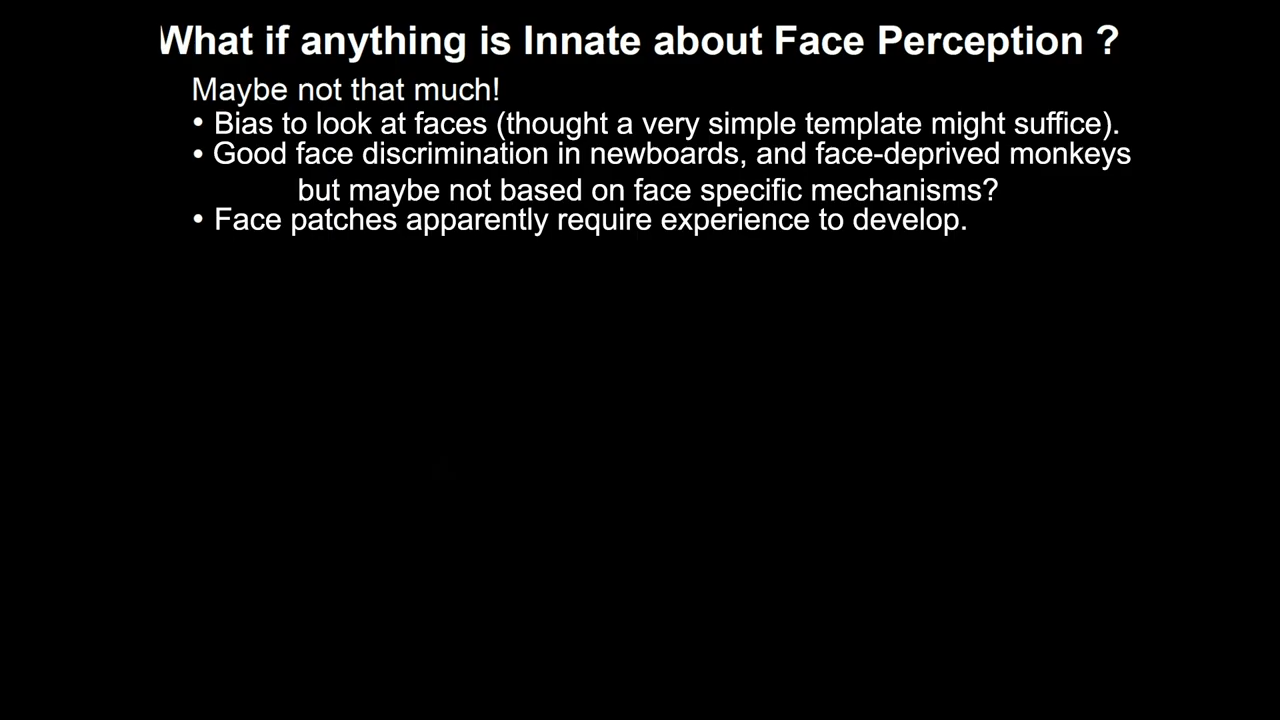 What if anything is Innate about Face Perception ?
Maybe not that much!
• Bias to look at faces (thought a very simple template might suffice).
• Good face discrimination in newboards, and face-deprived monkeys
but maybe not based on face specific mechanisms?
• Face patches apparently require experience to develop.